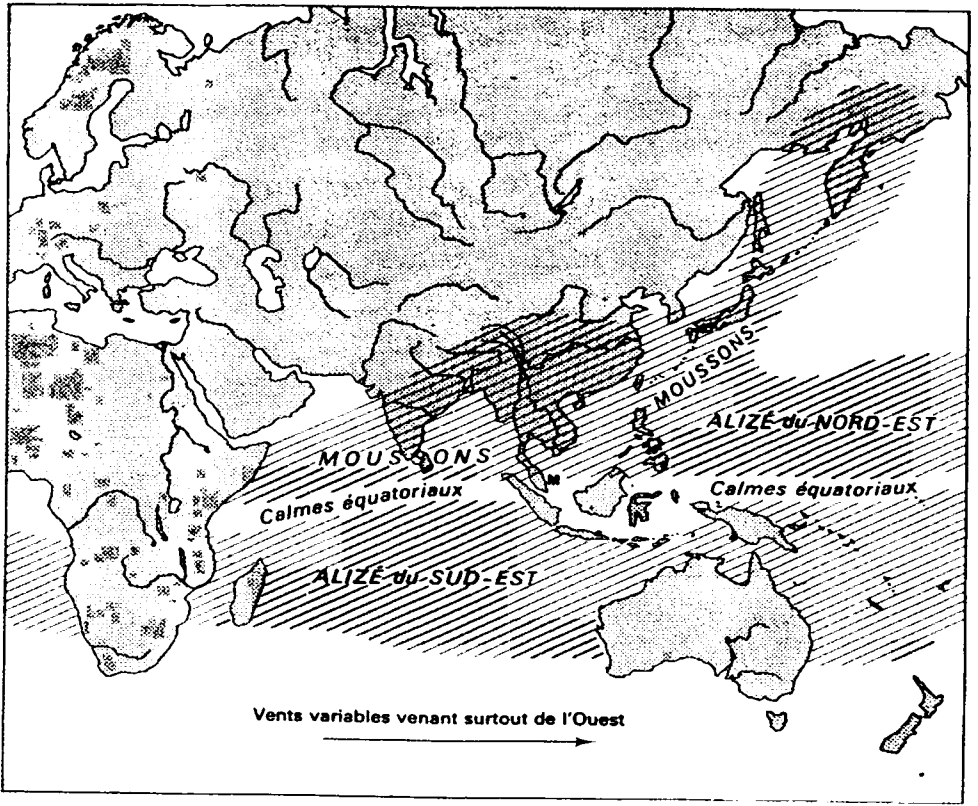 MOUSSONS
ALIZÉ du NORD-EST
MOUSSONS
Calmes équatoriaux
Calmes équatoriaux
M
ALIZÉ du SUD-EST
Vents variables venant surtout de l'Ouest